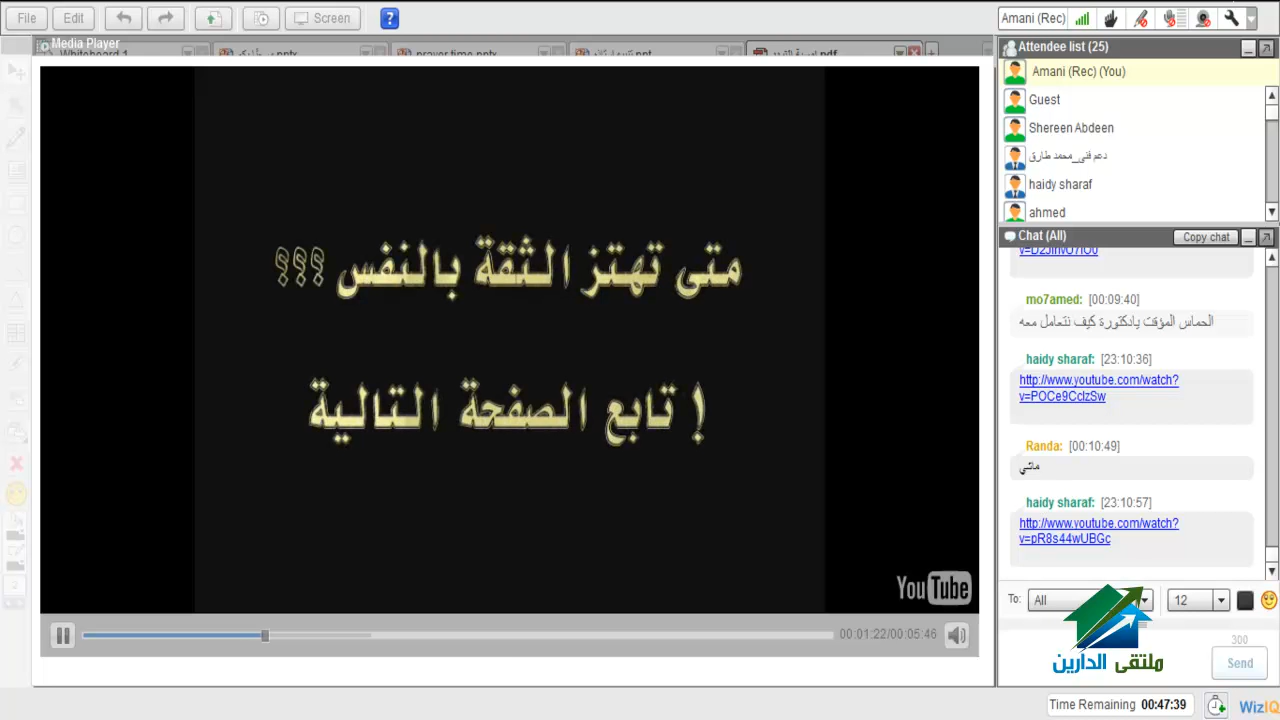 File
Edit
Screen
?
Amani (Rec)
Media Player
prayer time.pptx
Attendee list (25)
Amani (Rec) (You)
Guest
Shereen Abdeen
دعم فنى_محمد طارق
haidy sharaf
ahmed
متى تهتز الثقة بالنفس ؟؟؟
! تابع الصفحة التالية
YouTube
00:01:22/00:05:46
Chat (All)
Copy chat
v=D2JInvO7IO0
mo7amed: [00:09:40]
الحماس المؤقت يادكتورة كيف نتعامل معه
haidy sharaf: [23:10:36]
http://www.youtube.com/watch?
v=POCe9CclzSw
Randa: [00:10:49]
haidy sharaf: [23:10:57]
http://www.youtube.com/watch?
v=pR8s44wUBGc
To:
All
12
ملتقى الدارين
300
Send
Time Remaining 00:47:39
WizIQ